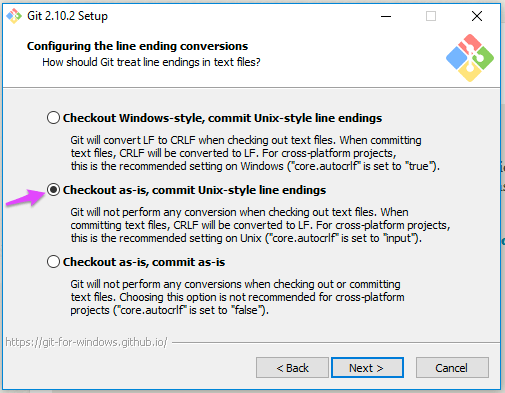 Git 2.10.2 Setup
Configuring the line ending conversions
How should Git treat line endings in text files?
Checkout Windows-style, commit Unix-style line endings
Git will convert LF to CRLF when checking out text files. When committing
text files, CRLF will be converted to LF. For cross-platform projects,
this is the recommended setting on Windows ("core.autocrlf" is set to "true").
Checkout as-is, commit Unix-style line endings
Git will not perform any conversion when checking out text files. When
committing text files, CRLF will be converted to LF. For cross-platform projects,
this is the recommended setting on Unix ("core.autocrlf" is set to "input").
Checkout as-is, commit as-is
Git will not perform any conversions when checking out or committing
text files. Choosing this option is not recommended for cross-platform
projects ("core.autocrlf" is set to "false").
https://git-for-windows.github.io/
< Back Next > Cancel